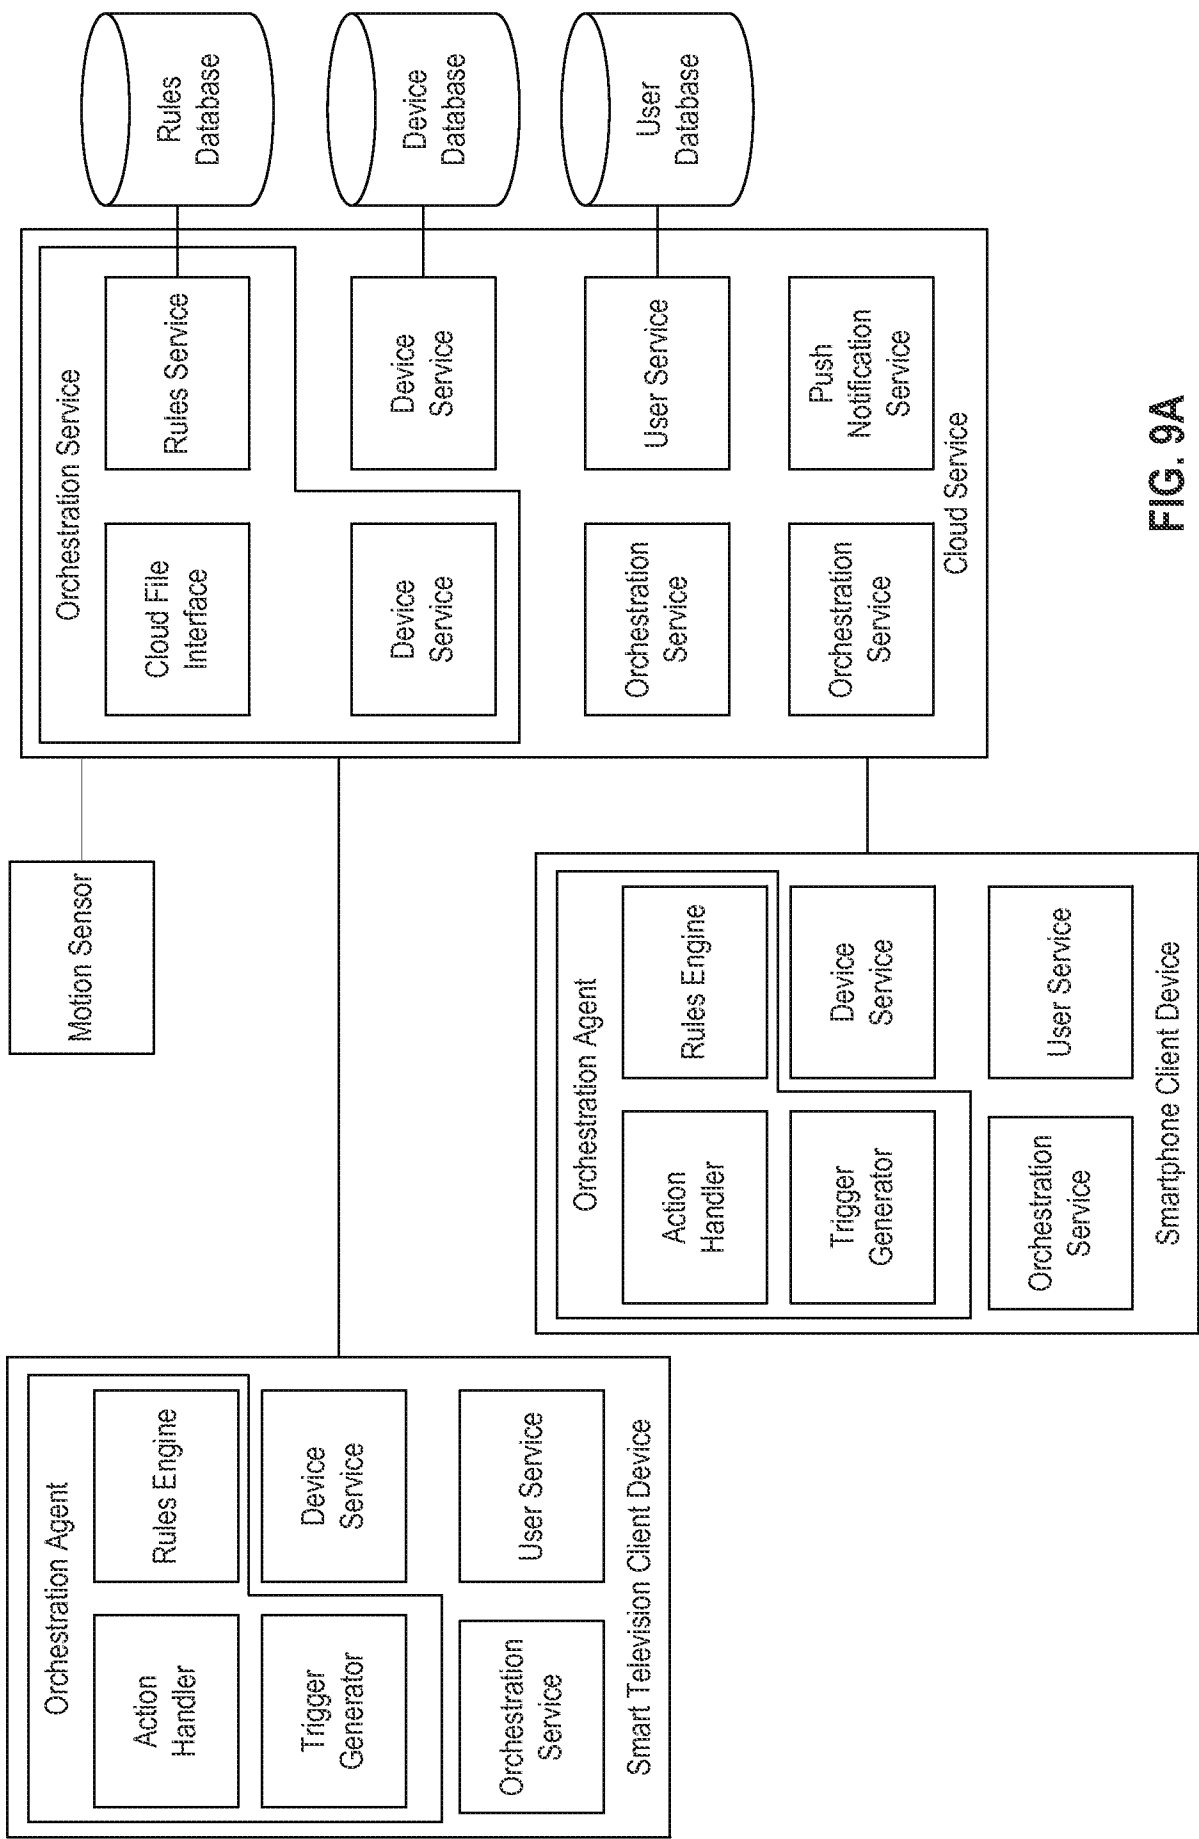 Orchestration Agent
Action
Handler
Rules Engine
Trigger
Generator
Device
Service
Orchestration
Service
User Service
Smart Television Client Device
Motion Sensor
Orchestration Agent
Action
Handler
Rules Engine
Trigger
Generator
Device
Service
Orchestration
Service
User Service
Smartphone Client Device
Orchestration Service
Cloud File
Interface
Rules Service
Device
Service
Device
Service
Orchestration
Service
User Service
Orchestration
Service
Push
Notification
Service
Cloud Service
Rules
Database
Device
Database
User
Database
FIG. 9A